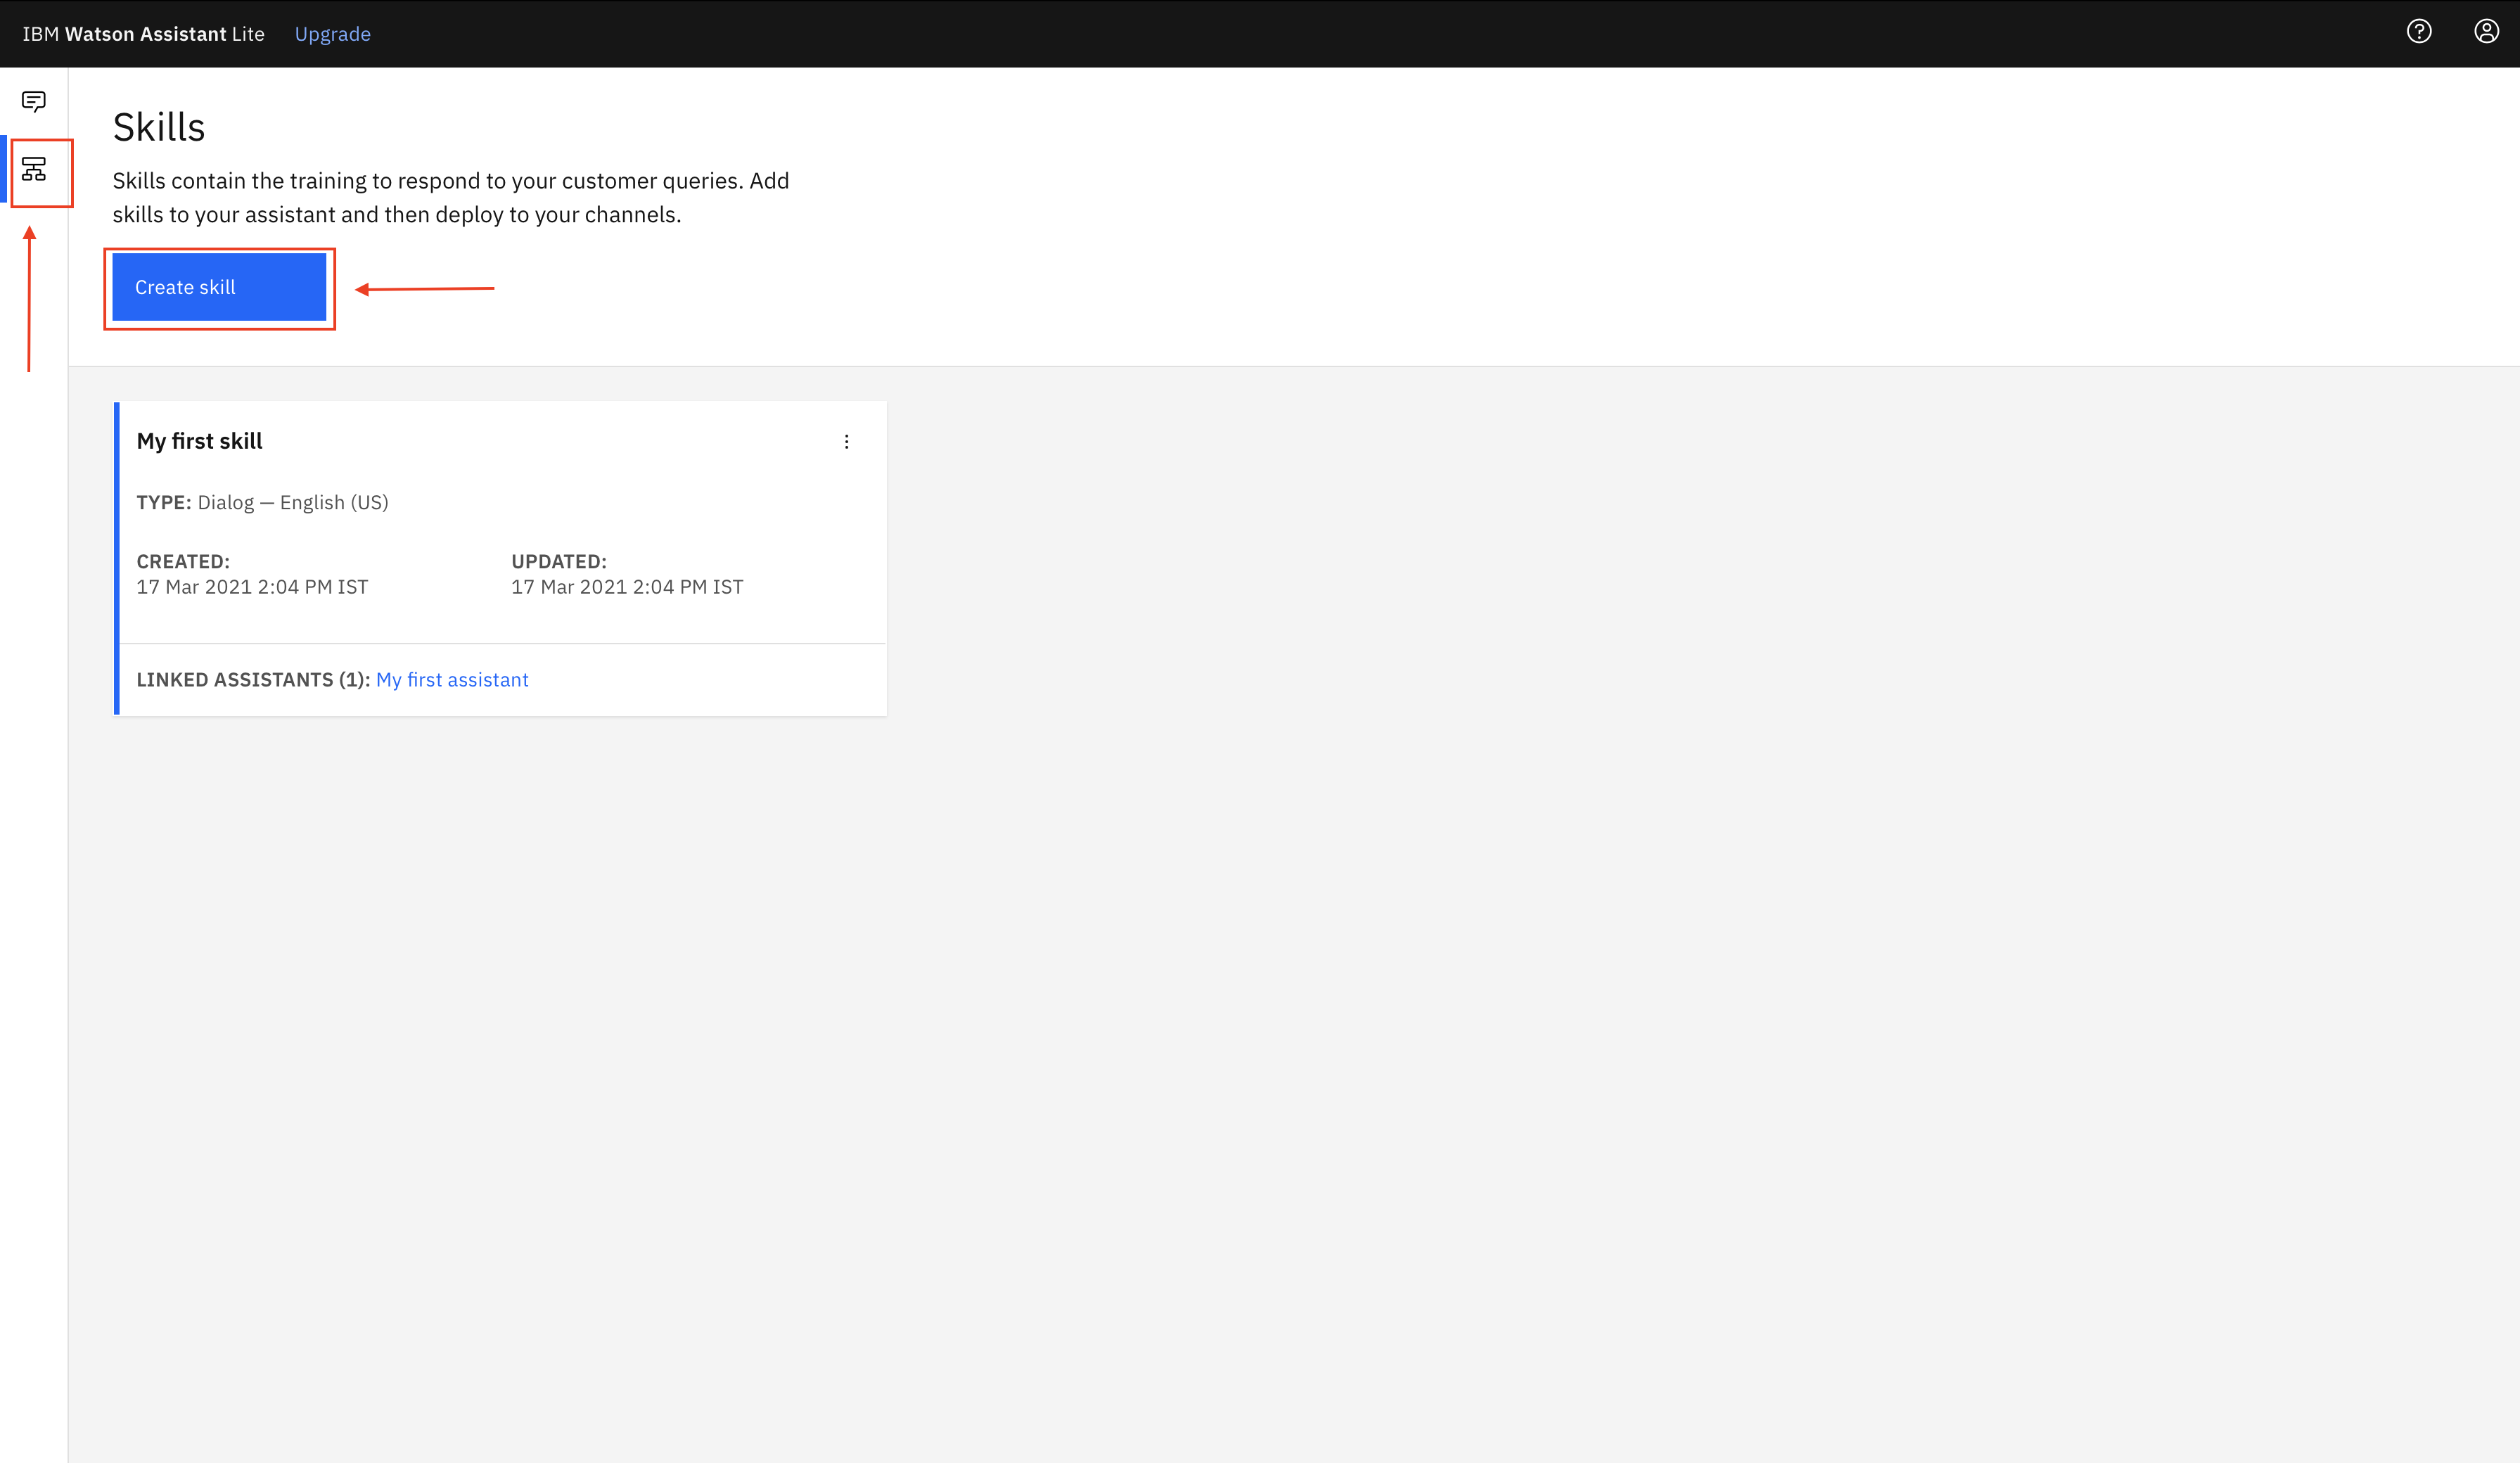 IBM Watson Assistant Lite Upgrade
Skills
Skills contain the training to respond to your customer queries. Add
skills to your assistant and then deploy to your channels.
Create skill
My first skill
TYPE: Dialog — English (US)
CREATED: UPDATED:
17 Mar 2021 2:04 PM IST 17 Mar 2021 2:04 PM IST
LINKED ASSISTANTS (1): My first assistant